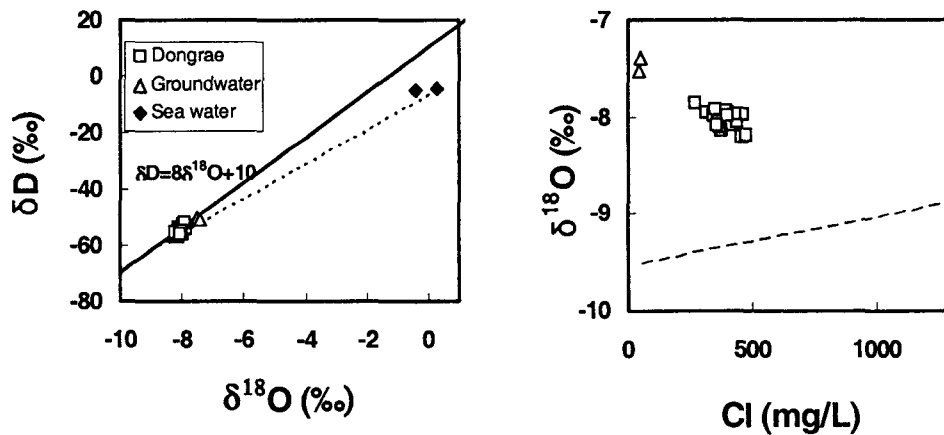 20
0
-20
-40
-60
-80
δD (‰)
□ Dongrae
△ Groundwater
◆ Sea water
δD=8δ¹⁸O+10
-10 -8 -6 -4 -2 0
δ¹⁸O (‰)
-7
-8
-9
-10
δ¹⁸O (‰)
0 500 1000
Cl (mg/L)